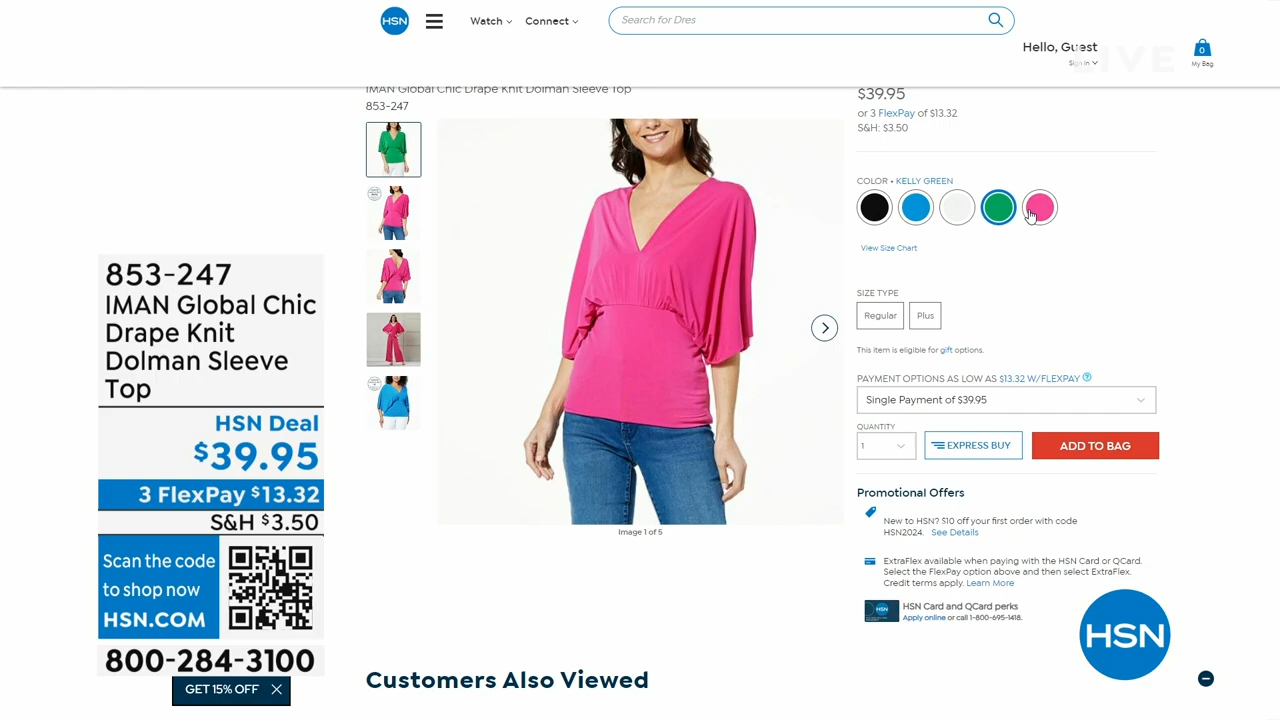 HSN
Watch
Connect
Search for Dres
Hello, Guest
Sign In
LIVE
0
My Bag
IMAN Global Chic Drape Knit Dolman Sleeve Top
853-247
$39.95
or 3 FlexPay of $13.32
S&H: $3.50
COLOR • KELLY GREEN
View Size Chart
SIZE TYPE
Regular
Plus
This item is eligible for gift options.
PAYMENT OPTIONS AS LOW AS $13.32 W/FLEXPAY ?
Single Payment of $39.95
QUANTITY
1
EXPRESS BUY
ADD TO BAG
Image 1 of 5
Promotional Offers
New to HSN? $10 off your first order with code
HSN2024. See Details
ExtraFlex available when paying with the HSN Card or QCard.
Select the FlexPay option above and then select ExtraFlex.
Credit terms apply. Learn More
HSN
HSN Card and QCard perks
Apply online or call 1-800-695-1418.
HSN
Customers Also Viewed
853-247
IMAN Global Chic
Drape Knit
Dolman Sleeve
Top
HSN Deal
$39.95
3 FlexPay $13.32
S&H $3.50
Scan the code
to shop now
HSN.COM
800-284-3100
GET 15% OFF